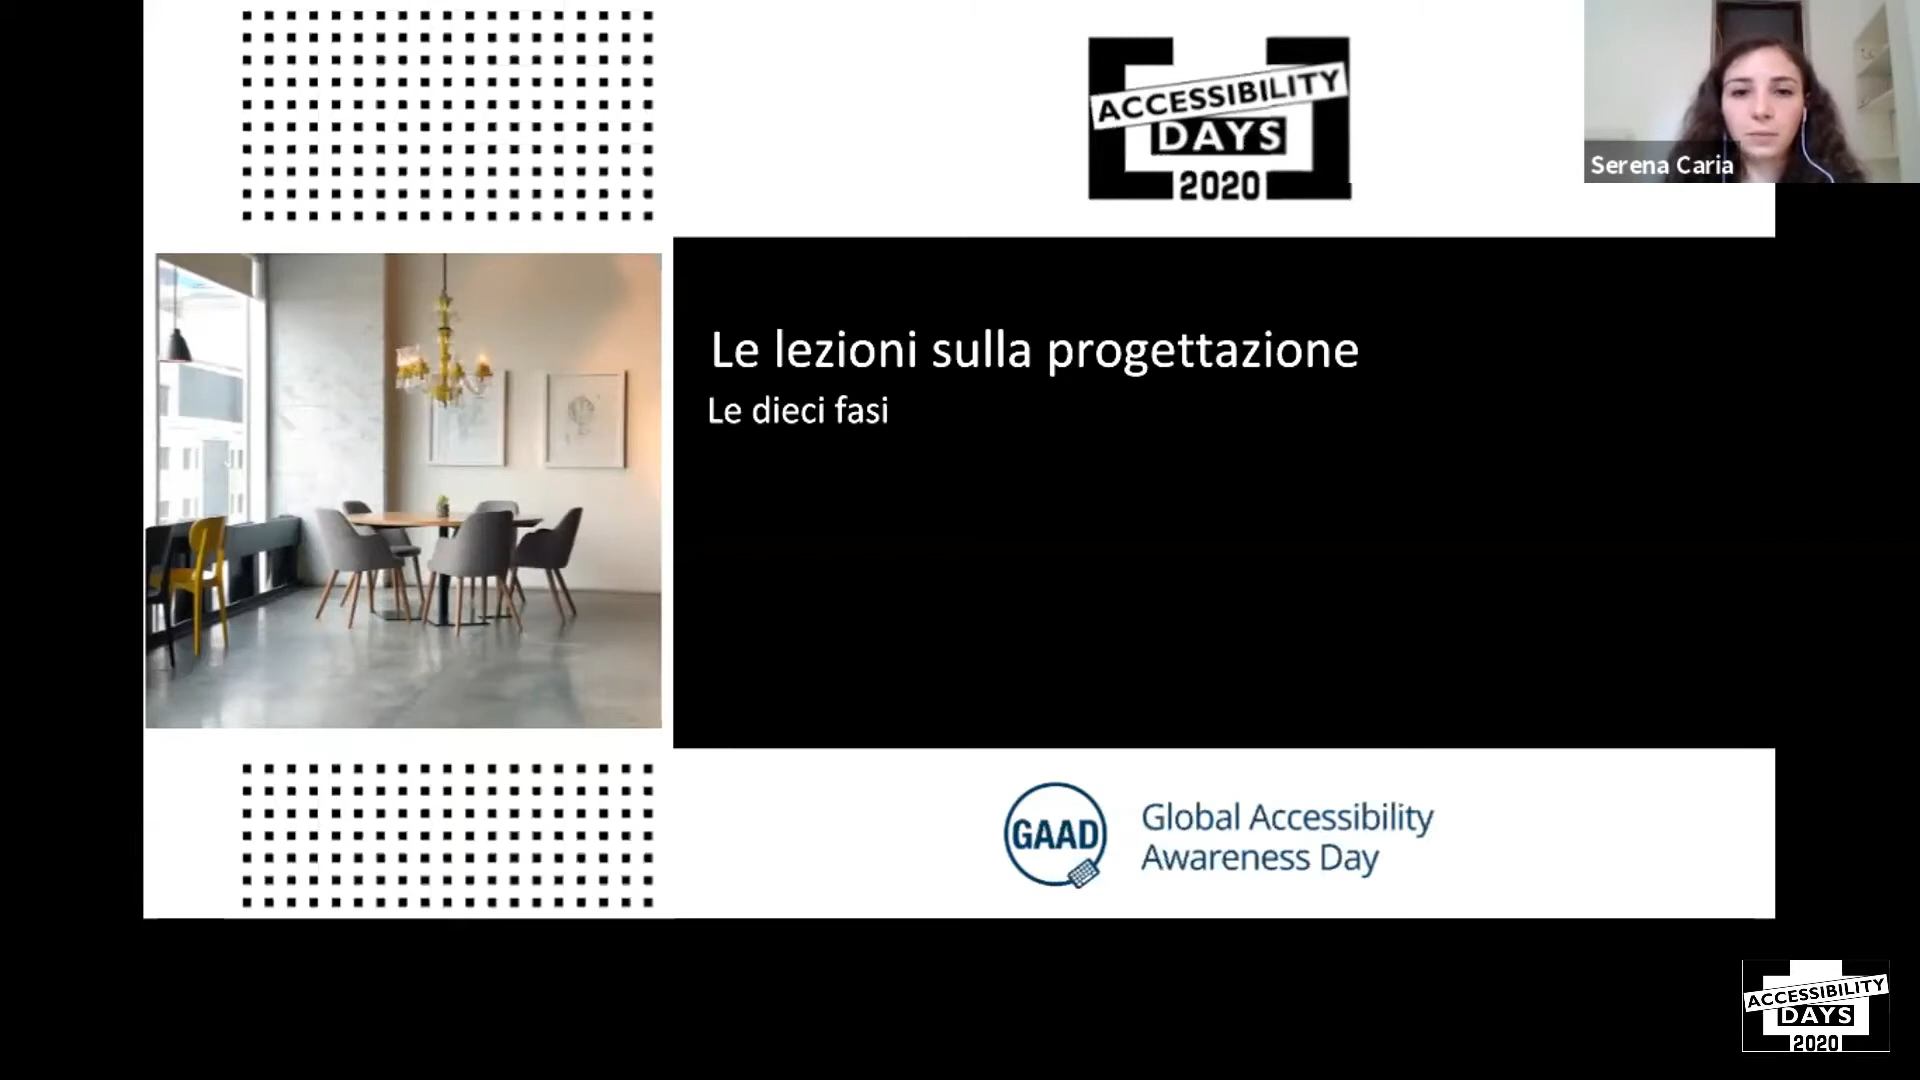 ACCESSIBILITY
DAYS
2020
Serena Caria
Le lezioni sulla progettazione
Le dieci fasi
GAAD
Global Accessibility
Awareness Day
ACCESSIBILITY
DAYS
2020